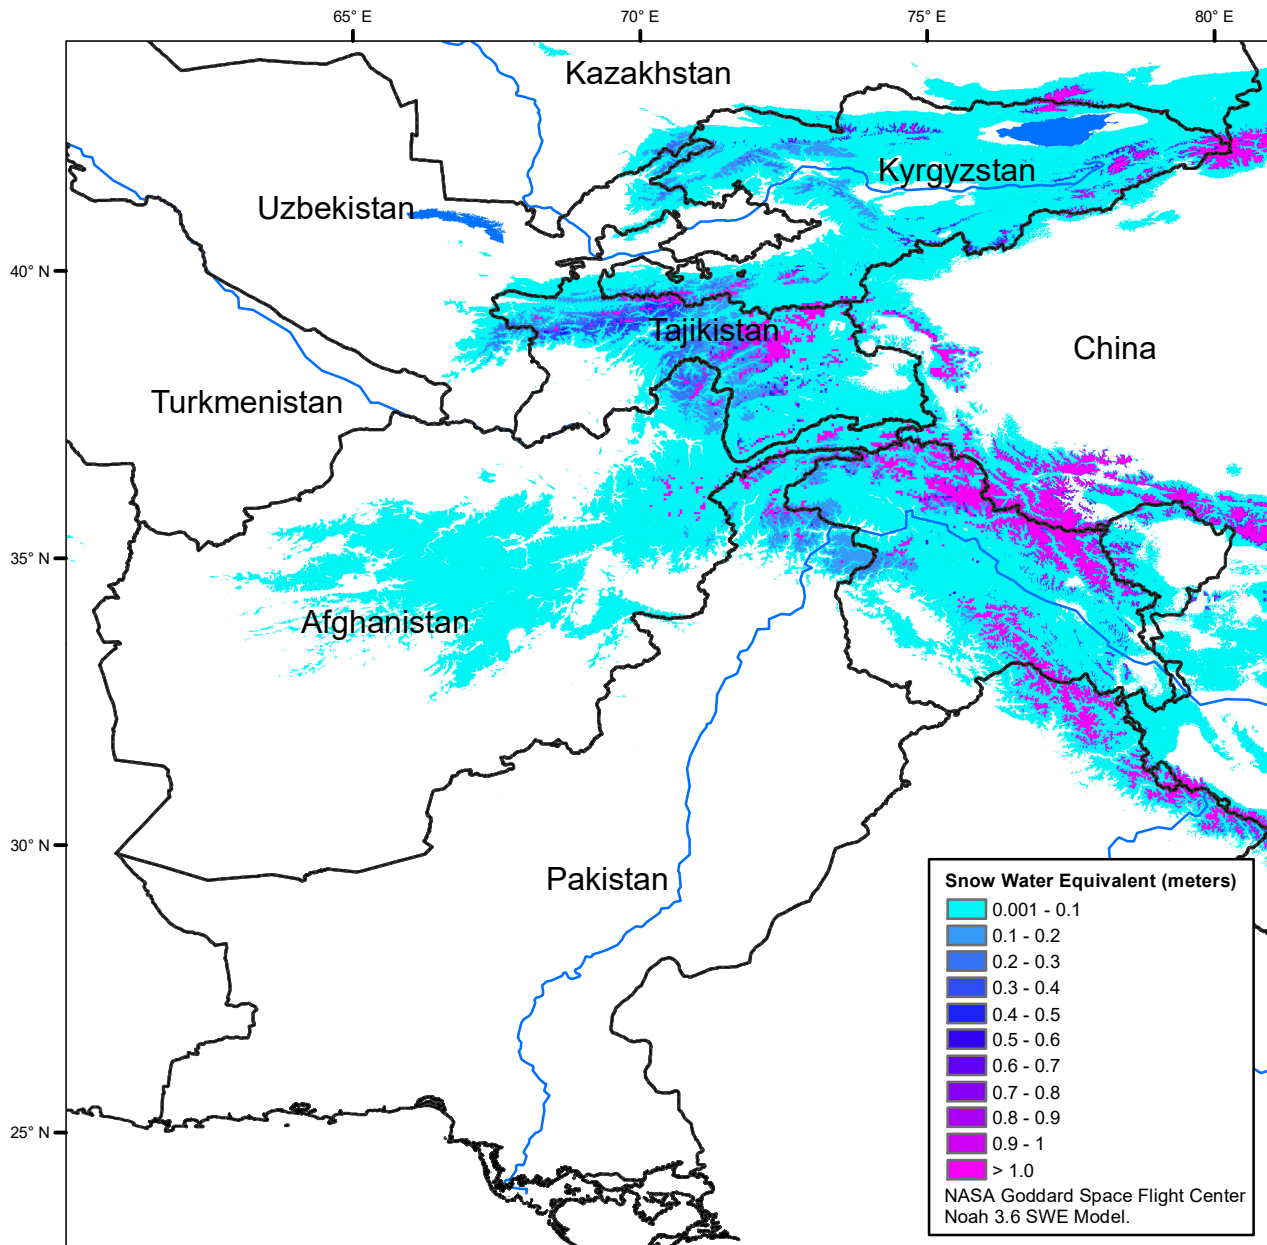 65° E
70° E
75° E
80° E
Kazakhstan
Kyrgyzstan
Uzbekistan
40° N
Tajikistan
China
Turkmenistan
35° N
Afghanistan
30° N
Pakistan
25° N
Snow Water Equivalent (meters)
0.001 - 0.1
0.1 - 0.2
0.2 - 0.3
0.3 - 0.4
0.4 - 0.5
0.5 - 0.6
0.6 - 0.7
0.7 - 0.8
0.8 - 0.9
0.9 - 1
> 1.0
NASA Goddard Space Flight Center
Noah 3.6 SWE Model.